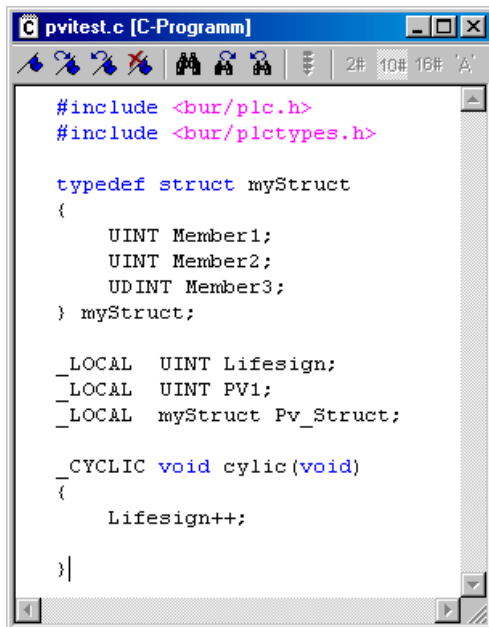 pvitest.c [C-Programm]
2# 10# 16# 'A'
#include <bur/plc.h>
#include <bur/plctypes.h>
typedef struct myStruct
{
UINT Member1;
UINT Member2;
UDINT Member3;
} myStruct;
_LOCAL UINT Lifesign;
_LOCAL UINT PV1;
_LOCAL myStruct Pv_Struct;
_CYCLIC void cylic(void)
{
Lifesign++;
}